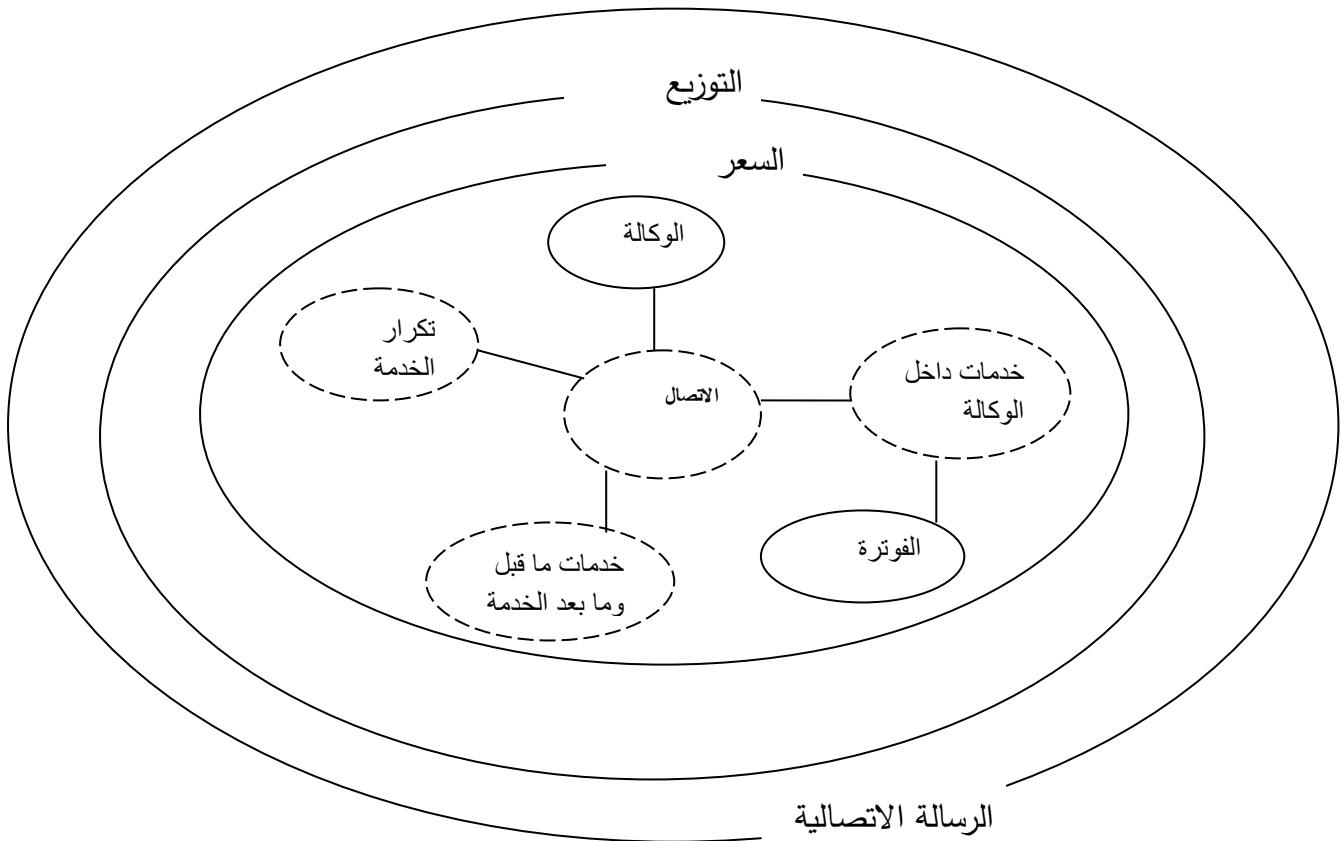 التوزيع
السعر
الوكالة
تكرار
الخدمة
الاتصال
خدمات داخل
الوكالة
الفوترة
خدمات ما قبل
وما بعد الخدمة
الرسالة الاتصالية